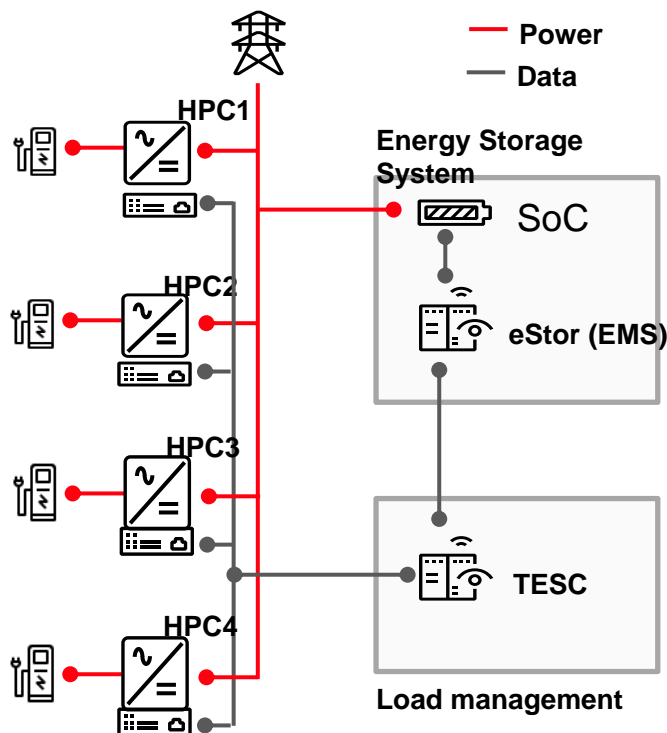 Power
Data
HPC1
Energy Storage
System
SoC
HPC2
eStor (EMS)
HPC3
TESC
HPC4
Load management